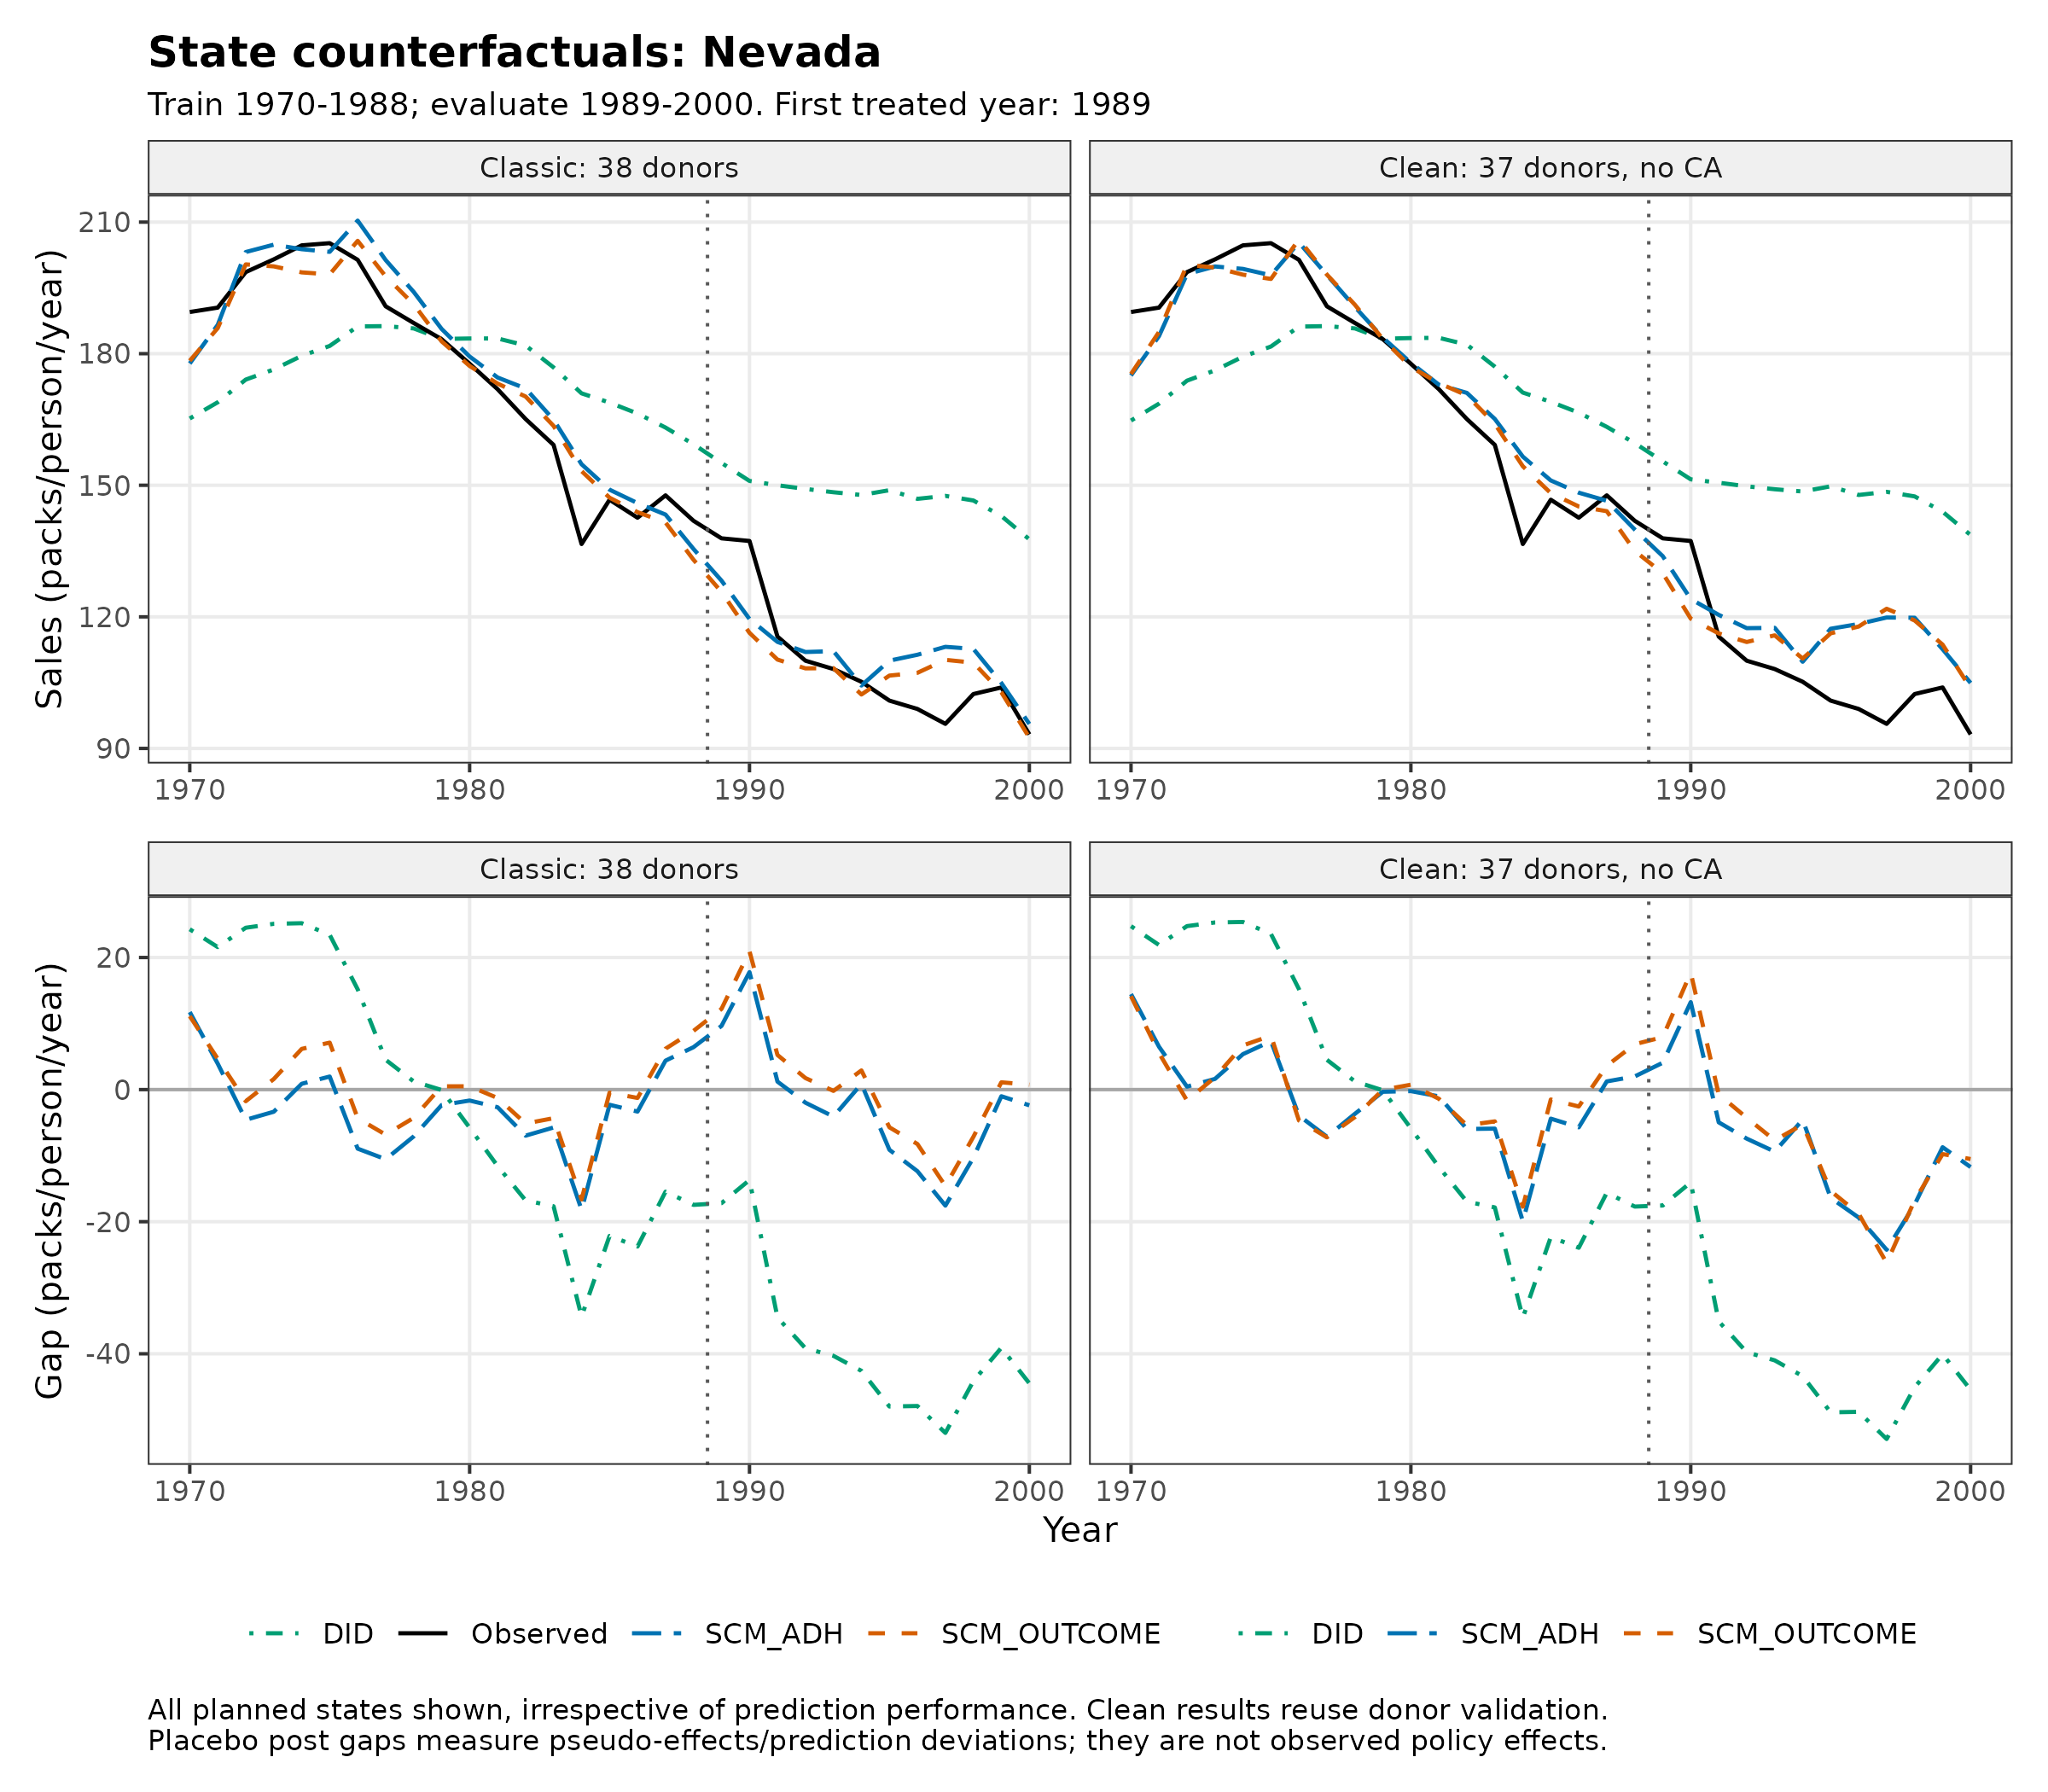 State counterfactuals: Nevada
Train 1970-1988; evaluate 1989-2000. First treated year: 1989
Classic: 38 donors
Clean: 37 donors, no CA
Sales (packs/person/year)
210
180
150
120
90
1970
1980
1990
2000
1970
1980
1990
2000
Classic: 38 donors
Clean: 37 donors, no CA
Gap (packs/person/year)
20
0
-20
-40
1970
1980
1990
2000
1970
1980
1990
2000
Year
DID
Observed
SCM_ADH
SCM_OUTCOME
DID
SCM_ADH
SCM_OUTCOME
All planned states shown, irrespective of prediction performance. Clean results reuse donor validation.
Placebo post gaps measure pseudo-effects/prediction deviations; they are not observed policy effects.